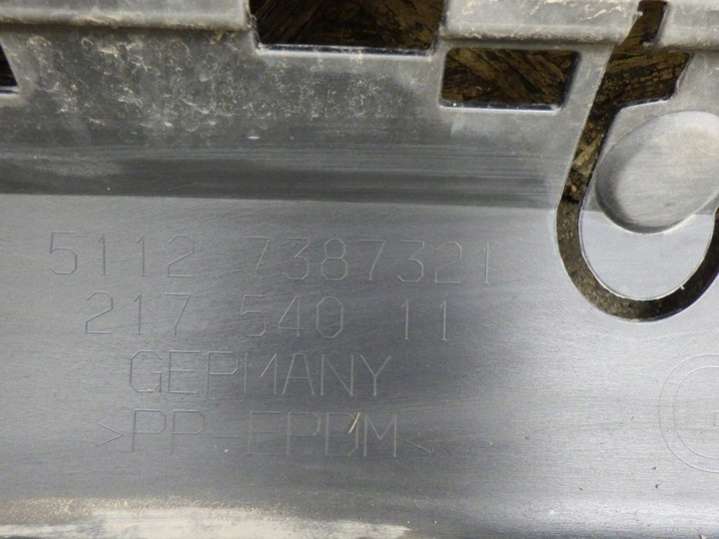 5112 7387321
217 540 11
GERMANY
>PP-EPDM<